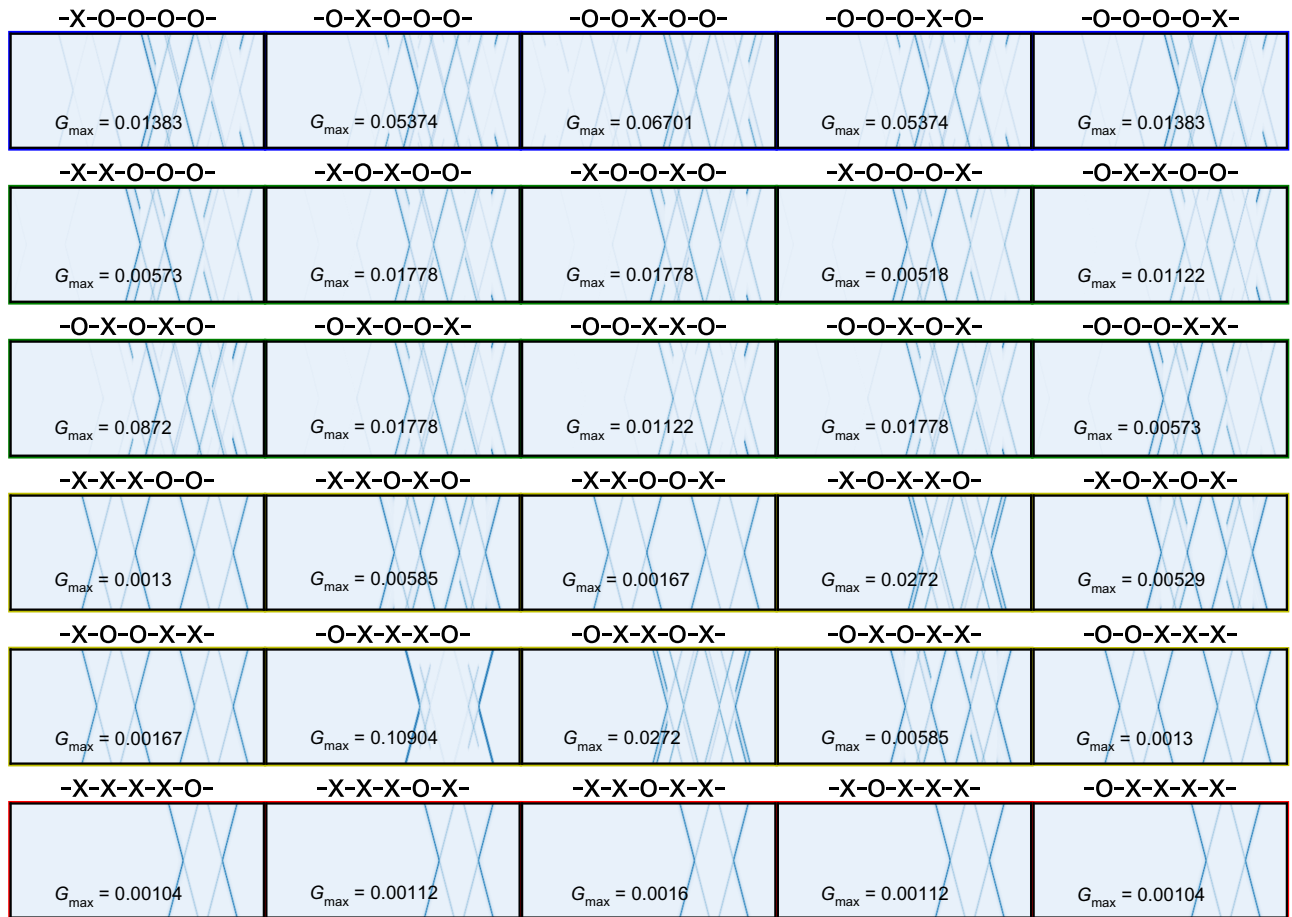 -X-O-O-O-O- -O-X-O-O-O- -O-O-X-O-O- -O-O-O-X-O- -O-O-O-O-X-
Gmax = 0.01383 Gmax = 0.05374 Gmax = 0.06701 Gmax = 0.05374 Gmax = 0.01383
-X-X-O-O-O- -X-O-X-O-O- -X-O-O-X-O- -X-O-O-O-X- -O-X-X-O-O-
Gmax = 0.00573 Gmax = 0.01778 Gmax = 0.01778 Gmax = 0.00518 Gmax = 0.01122
-O-X-O-X-O- -O-X-O-O-X- -O-O-X-X-O- -O-O-X-O-X- -O-O-O-X-X-
Gmax = 0.0872 Gmax = 0.01778 Gmax = 0.01122 Gmax = 0.01778 Gmax = 0.00573
-X-X-X-O-O- -X-X-O-X-O- -X-X-O-O-X- -X-O-X-X-O- -X-O-X-O-X-
Gmax = 0.0013 Gmax = 0.00585 Gmax = 0.00167 Gmax = 0.0272 Gmax = 0.00529
-X-O-O-X-X- -O-X-X-X-O- -O-X-X-O-X- -O-X-O-X-X- -O-O-X-X-X-
Gmax = 0.00167 Gmax = 0.10904 Gmax = 0.0272 Gmax = 0.00585 Gmax = 0.0013
-X-X-X-X-O- -X-X-X-O-X- -X-X-O-X-X- -X-O-X-X-X- -O-X-X-X-X-
Gmax = 0.00104 Gmax = 0.00112 Gmax = 0.0016 Gmax = 0.00112 Gmax = 0.00104